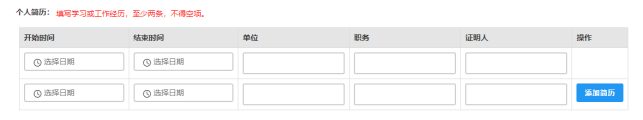 个人简历： 填写学习或工作经历，至少两条，不得空项。
开始时间 结束时间 单位 职务 证明人 操作
选择日期 选择日期
选择日期 选择日期 添加简历